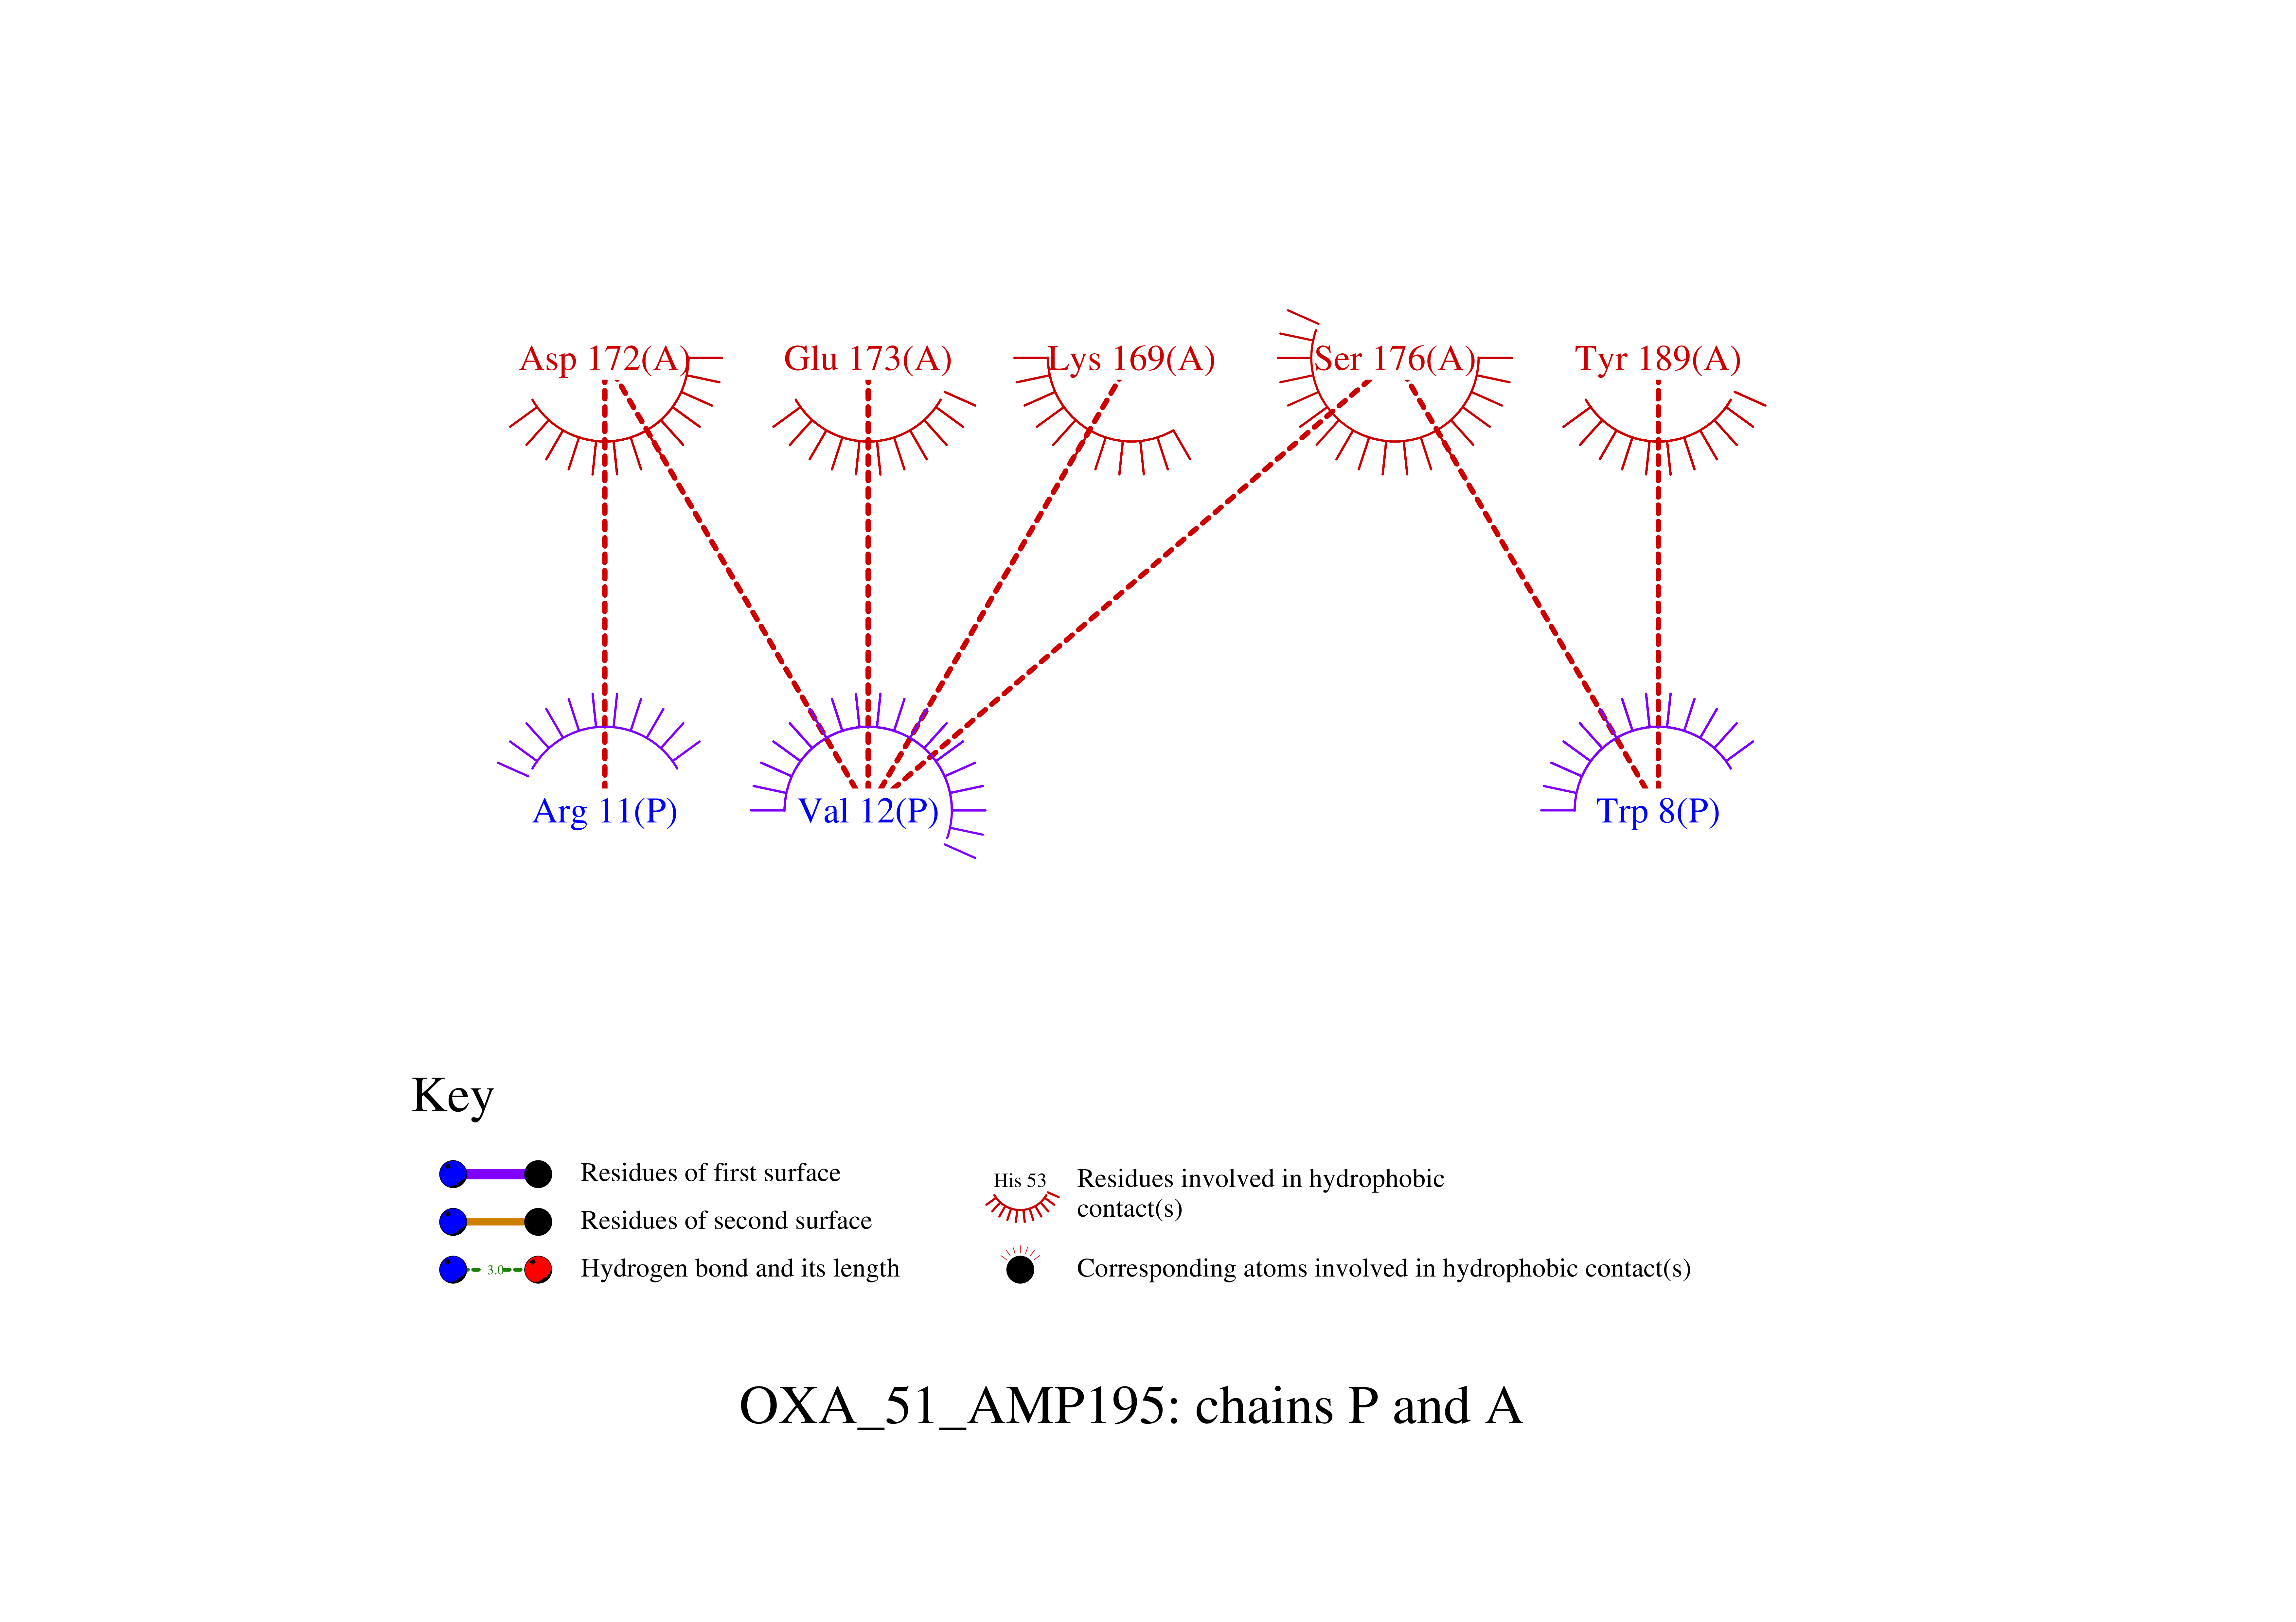 Asp 172(A) Glu 173(A) Lys 169(A) Ser 176(A) Tyr 189(A)
Arg 11(P) Val 12(P) Trp 8(P)
Key
Residues of first surface
Residues of second surface
3.0 Hydrogen bond and its length
His 53 Residues involved in hydrophobic
contact(s)
Corresponding atoms involved in hydrophobic contact(s)
OXA_51_AMP195: chains P and A